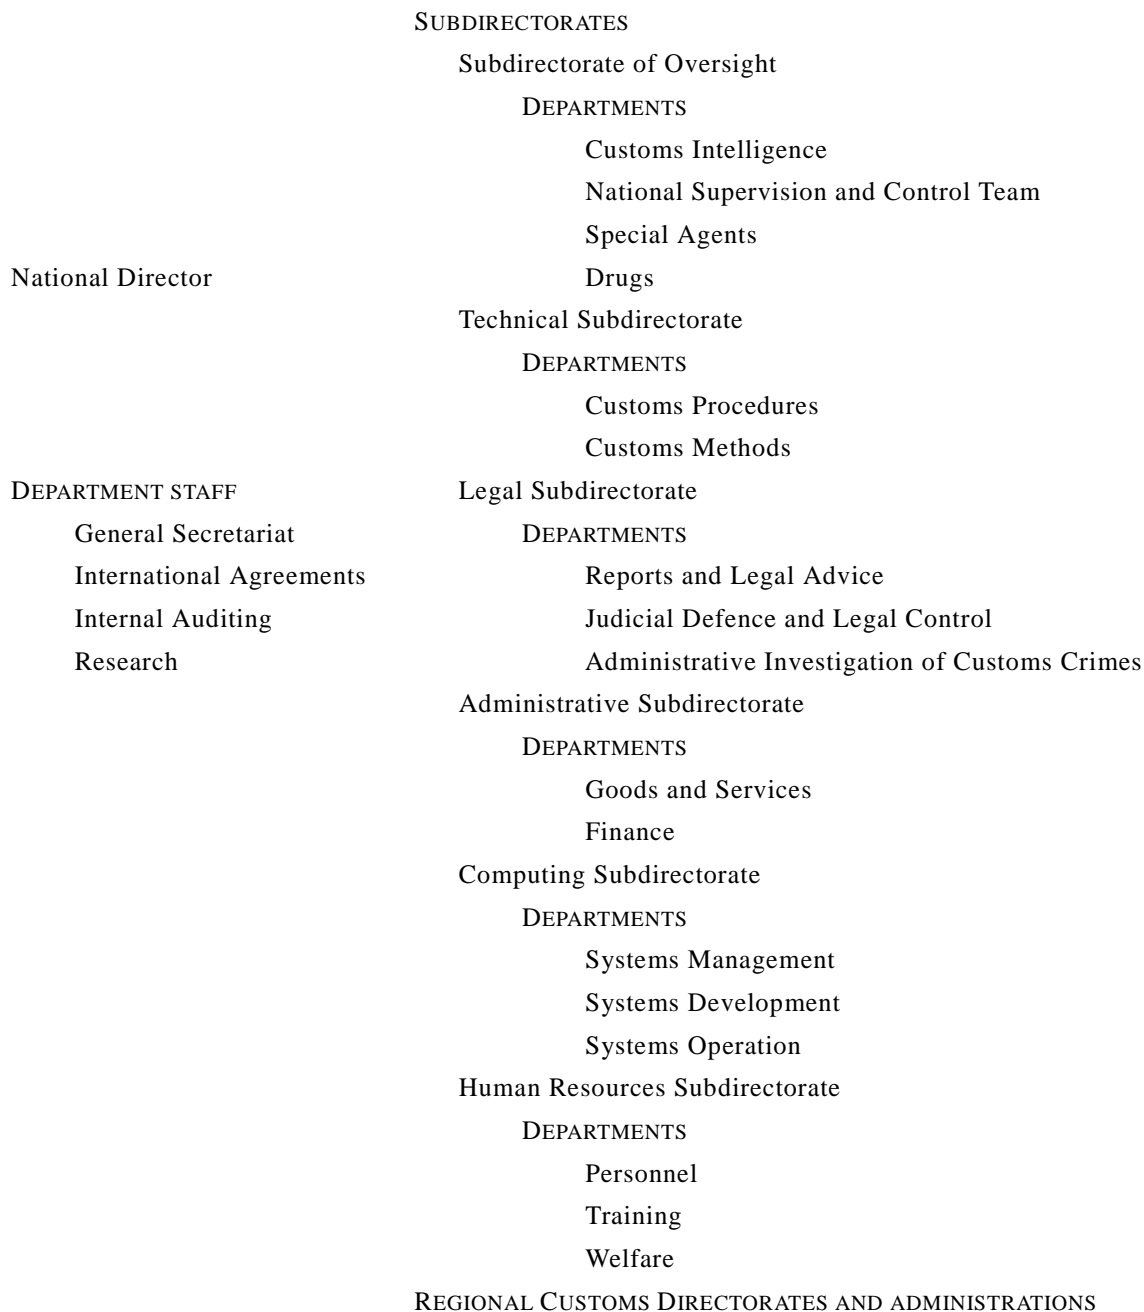 National Director
DEPARTMENT STAFF
General Secretariat
International Agreements
Internal Auditing
Research
SUBDIRECTORATES
Subdirectorate of Oversight
DEPARTMENTS
Customs Intelligence
National Supervision and Control Team
Special Agents
Drugs
Technical Subdirectorate
DEPARTMENTS
Customs Procedures
Customs Methods
Legal Subdirectorate
DEPARTMENTS
Reports and Legal Advice
Judicial Defence and Legal Control
Administrative Investigation of Customs Crimes
Administrative Subdirectorate
DEPARTMENTS
Goods and Services
Finance
Computing Subdirectorate
DEPARTMENTS
Systems Management
Systems Development
Systems Operation
Human Resources Subdirectorate
DEPARTMENTS
Personnel
Training
Welfare
REGIONAL CUSTOMS DIRECTORATES AND ADMINISTRATIONS